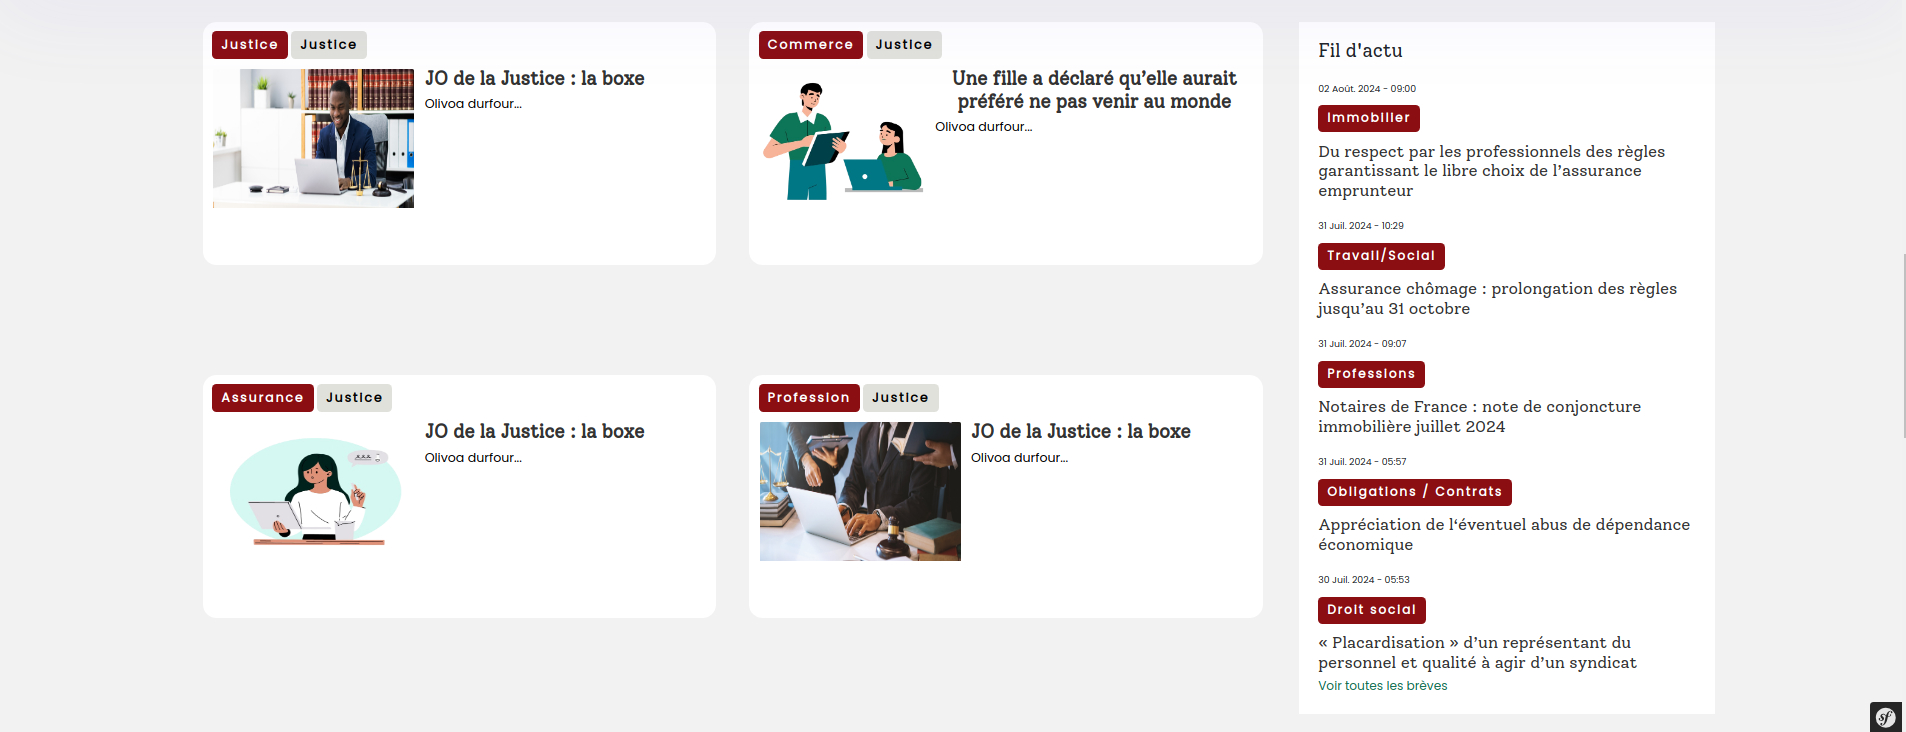 Justice Justice
JO de la Justice : la boxe
Olivoa durfour...
Commerce Justice
Une fille a déclaré qu’elle aurait
préféré ne pas venir au monde
Olivoa durfour...
Assurance Justice
JO de la Justice : la boxe
Olivoa durfour...
Profession Justice
JO de la Justice : la boxe
Olivoa durfour...
Fil d'actu
02 Août. 2024 - 09:00
Immobilier
Du respect par les professionnels des règles
garantissant le libre choix de l’assurance
emprunteur
31 Juil. 2024 - 10:29
Travail/Social
Assurance chômage : prolongation des règles
jusqu’au 31 octobre
31 Juil. 2024 - 09:07
Professions
Notaires de France : note de conjoncture
immobilière juillet 2024
31 Juil. 2024 - 05:57
Obligations / Contrats
Appréciation de l‘éventuel abus de dépendance
économique
30 Juil. 2024 - 05:53
Droit social
« Placardisation » d’un représentant du
personnel et qualité à agir d’un syndicat
Voir toutes les brèves
sf